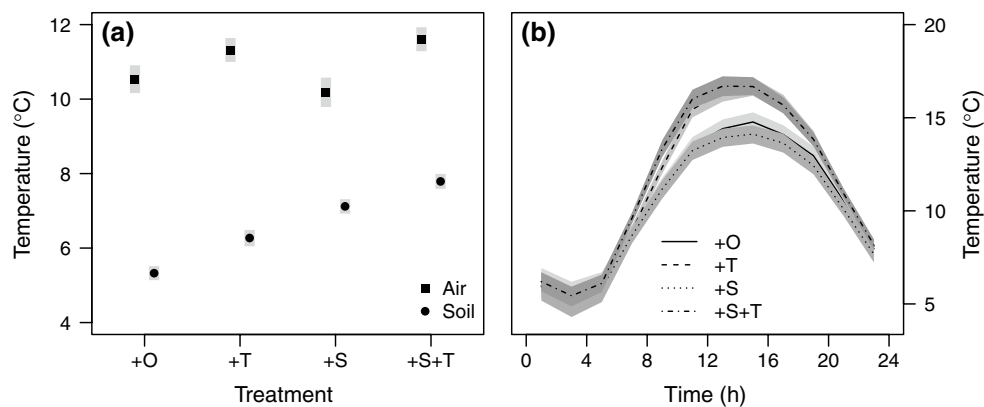 (a)
12
10
8
6
4
Temperature (°C)
Air
Soil
+O
+T
+S
+S+T
Treatment
(b)
20
15
10
5
Temperature (°C)
+O
+T
+S
+S+T
0
4
8
12
16
20
24
Time (h)